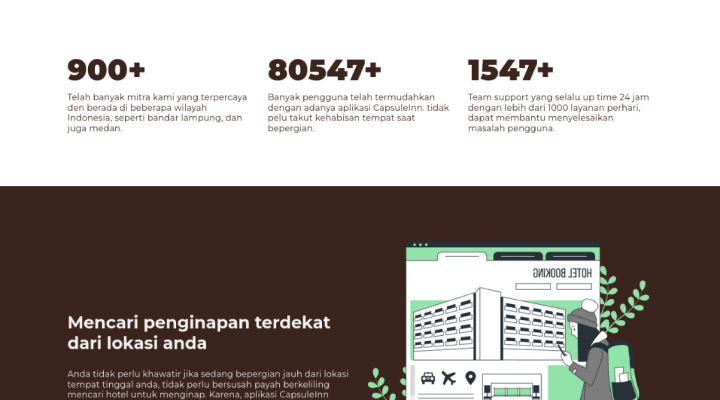 900+
Telah banyak mitra kami yang terpercaya
den berada di beberapa wilayah
Indonesia, seperti bandar lampung, dan
juga medan.
80547+
Banyak pengguna telah termudahkan
dengan adanya aplikasi CapsuleInn. tidak
pelu takut kehabisan tempat saat
bepergian.
1547+
Team support yang selalu up time 24 jam
dengan lebih dari 1000 layanan perhari,
dapat membantu menyelesaikan
masalah pengguna.
HOTEL BOOKING
Mencari penginapan terdekat
dari lokasi anda
Anda tidak perlu khawatir jika sedang bepergian jauh dari lokasi
tempat tinggal anda, tidak perlu bersusah payah berkeliling
mencari hotel untuk menginap. Karena, aplikasi CapsuleInn